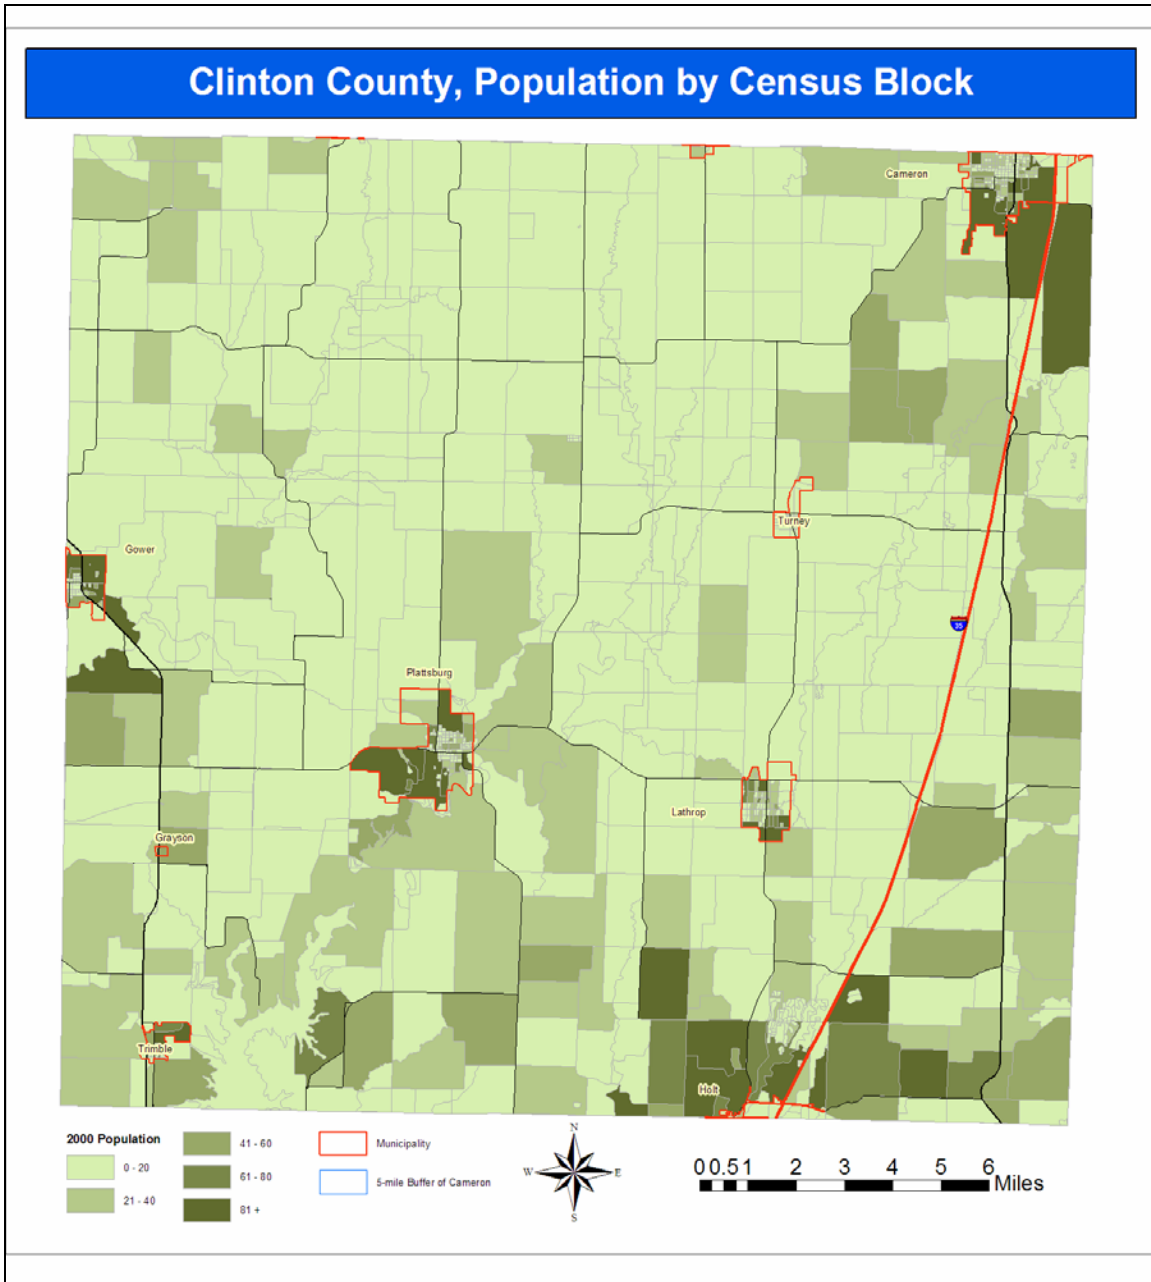 Clinton County, Population by Census Block
Cameron
Turney
Gower
35
Plattsburg
Lathrop
Grayson
Trimble
Holt
2000 Population
0 - 20
21 - 40
41 - 60
61 - 80
81 +
Municipality
5-mile Buffer of Cameron
N
W E
S
0 0.5 1 2 3 4 5 6
Miles